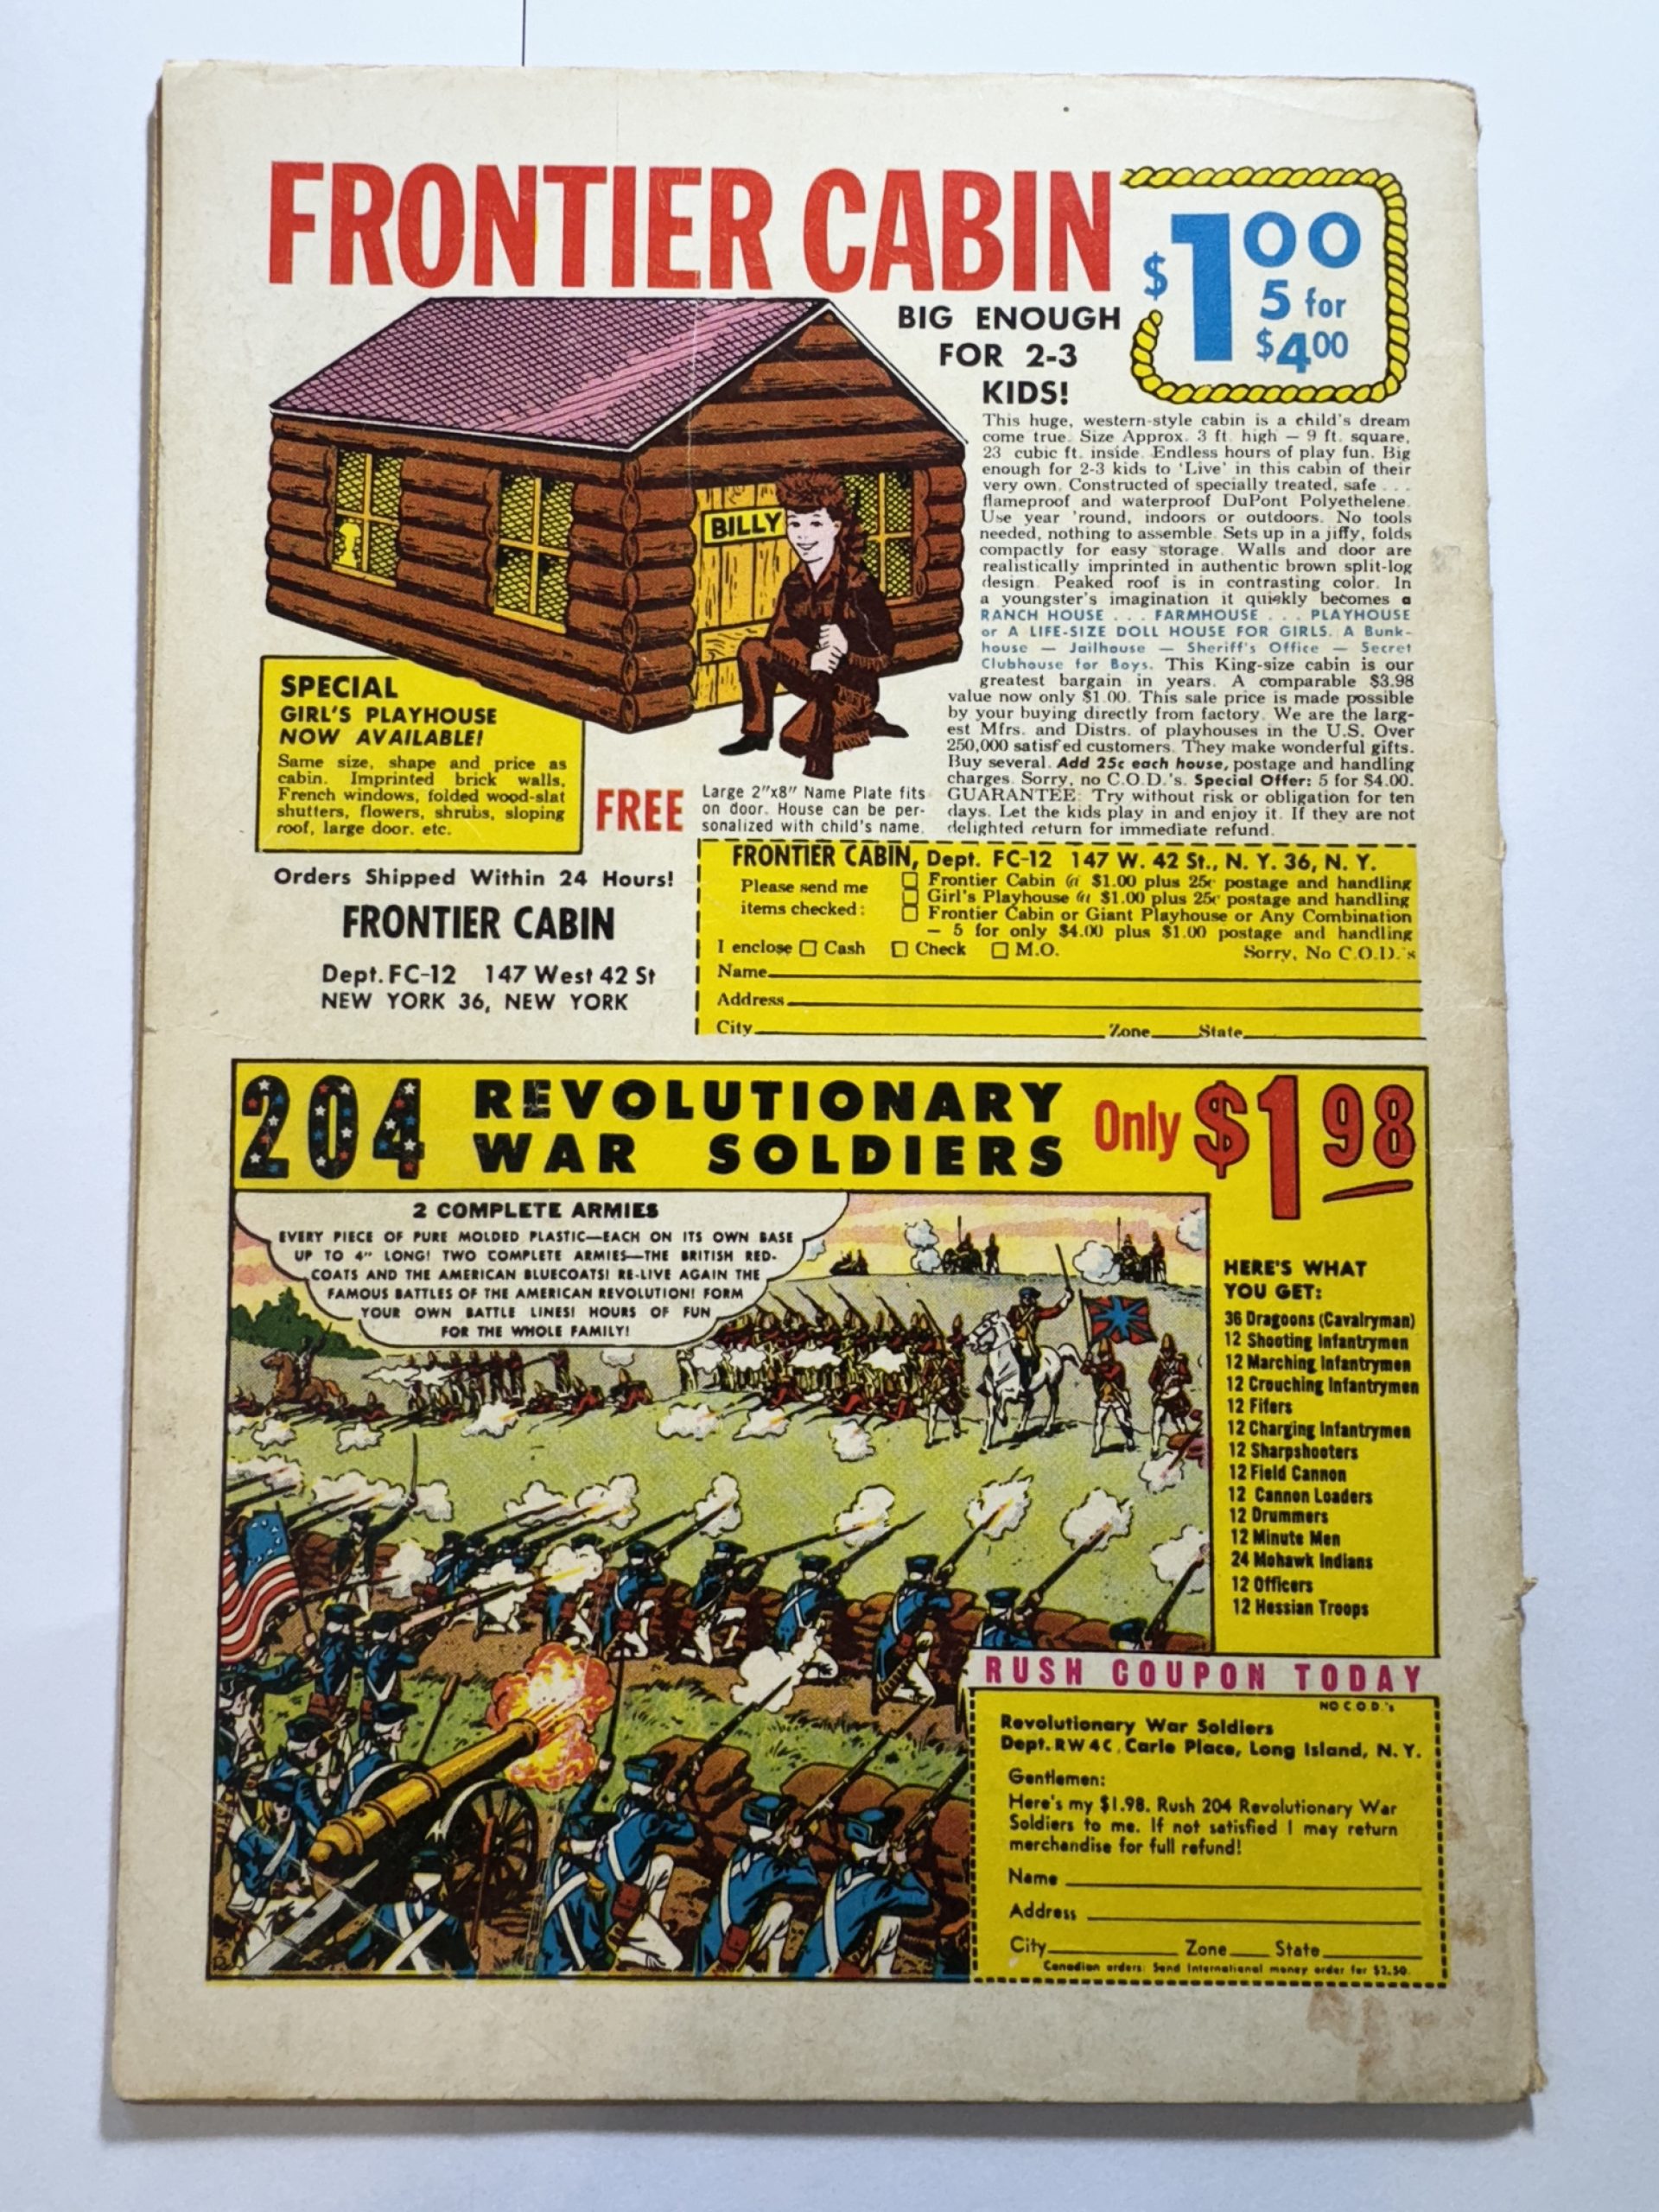 FRONTIER CABIN
$1.00
5 for
$4.00
BIG ENOUGH
FOR 2-3
KIDS!
BILLY
This huge, western-style cabin is a child's dream
come true. Size Approx. 3 ft. high — 9 ft. square,
23 cubic ft. inside. Endless hours of play fun. Big
enough for 2-3 kids to 'Live' in this cabin of their
very own. Constructed of specially treated, safe . . .
flameproof and waterproof DuPont Polyethelene.
Use year 'round, indoors or outdoors. No tools
needed, nothing to assemble. Sets up in a jiffy, folds
compactly for easy storage. Walls and door are
realistically imprinted in authentic brown split-log
design. Peaked roof is in contrasting color. In
a youngster's imagination it quickly becomes a
RANCH HOUSE . . . FARMHOUSE . . . PLAYHOUSE
or A LIFE-SIZE DOLL HOUSE FOR GIRLS. A Bunk-
house — Jailhouse — Sheriff's Office — Secret
Clubhouse for Boys. This King-size cabin is our
greatest bargain in years. A comparable $3.98
value now only $1.00. This sale price is made possible
by your buying directly from factory. We are the larg-
est Mfrs. and Distrs. of playhouses in the U.S. Over
250,000 satisfed customers. They make wonderful gifts.
Buy several. Add 25c each house, postage and handling
charges. Sorry, no C.O.D.'s. Special Offer: 5 for $4.00.
GUARANTEE: Try without risk or obligation for ten
days. Let the kids play in and enjoy it. If they are not
delighted return for immediate refund.
SPECIAL
GIRL'S PLAYHOUSE
NOW AVAILABLE!
Same size, shape and price as
cabin. Imprinted brick walls,
French windows, folded wood-slat
shutters, flowers, shrubs, sloping
roof, large door. etc.
FREE
Large 2"x8" Name Plate fits
on door. House can be per-
sonalized with child's name.
Orders Shipped Within 24 Hours!
FRONTIER CABIN
Dept. FC-12 147 West 42 St
NEW YORK 36, NEW YORK
FRONTIER CABIN, Dept. FC-12 147 W. 42 St., N. Y. 36, N. Y.
Please send me
items checked:
Frontier Cabin @ $1.00 plus 25c postage and handling
Girl's Playhouse @ $1.00 plus 25c postage and handling
Frontier Cabin or Giant Playhouse or Any Combination
— 5 for only $4.00 plus $1.00 postage and handling
I enclose Cash Check M.O. Sorry, No C.O.D.'s
Name
Address
City Zone State
204 REVOLUTIONARY
WAR SOLDIERS
Only $1.98
2 COMPLETE ARMIES
EVERY PIECE OF PURE MOLDED PLASTIC—EACH ON ITS OWN BASE
UP TO 4" LONG! TWO COMPLETE ARMIES—THE BRITISH RED-
COATS AND THE AMERICAN BLUECOATS! RE-LIVE AGAIN THE
FAMOUS BATTLES OF THE AMERICAN REVOLUTION! FORM
YOUR OWN BATTLE LINES! HOURS OF FUN
FOR THE WHOLE FAMILY!
HERE'S WHAT
YOU GET:
36 Dragoons (Cavalryman)
12 Shooting Infantrymen
12 Marching Infantrymen
12 Crouching Infantrymen
12 Fifers
12 Charging Infantrymen
12 Sharpshooters
12 Field Cannon
12 Cannon Loaders
12 Drummers
12 Minute Men
24 Mohawk Indians
12 Officers
12 Hessian Troops
RUSH COUPON TODAY
NO C.O.D.'s
Revolutionary War Soldiers
Dept. RW4C, Carle Place, Long Island, N. Y.
Gentlemen:
Here's my $1.98. Rush 204 Revolutionary War
Soldiers to me. If not satisfied I may return
merchandise for full refund!
Name
Address
City Zone State
Canadian orders: Send International money order for $2.50.